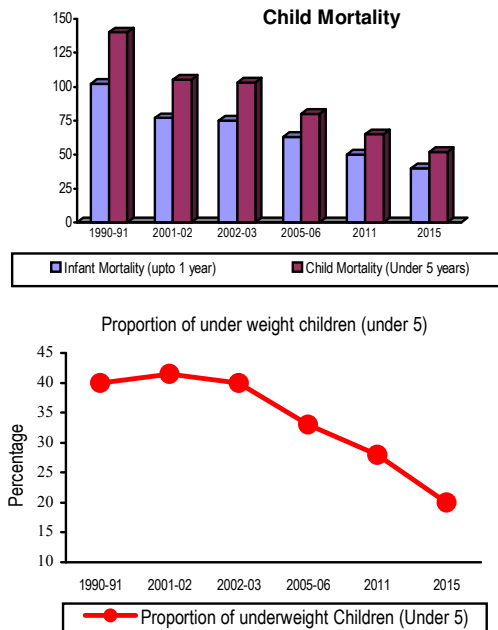 Child Mortality
150
125
100
75
50
25
0
1990-91 2001-02 2002-03 2005-06 2011 2015
Infant Mortality (upto 1 year) Child Mortality (Under 5 years)
Proportion of under weight children (under 5)
Percentage
45
40
35
30
25
20
15
10
1990-91 2001-02 2002-03 2005-06 2011 2015
Proportion of underweight Children (Under 5)